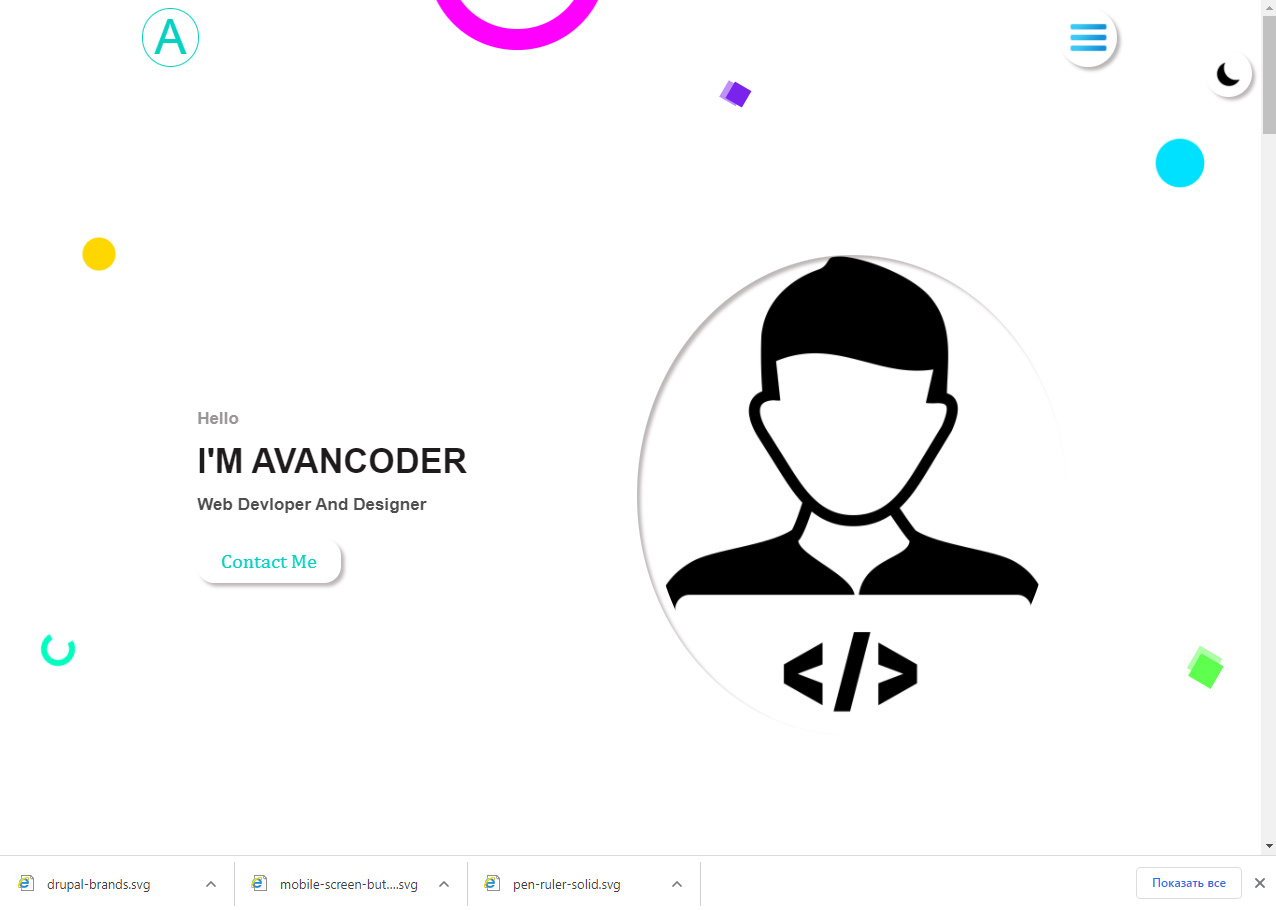 A
Hello
I'M AVANCODER
Web Devloper And Designer
Contact Me
</>
drupal-brands.svg
mobile-screen-but....svg
pen-ruler-solid.svg
Показать все